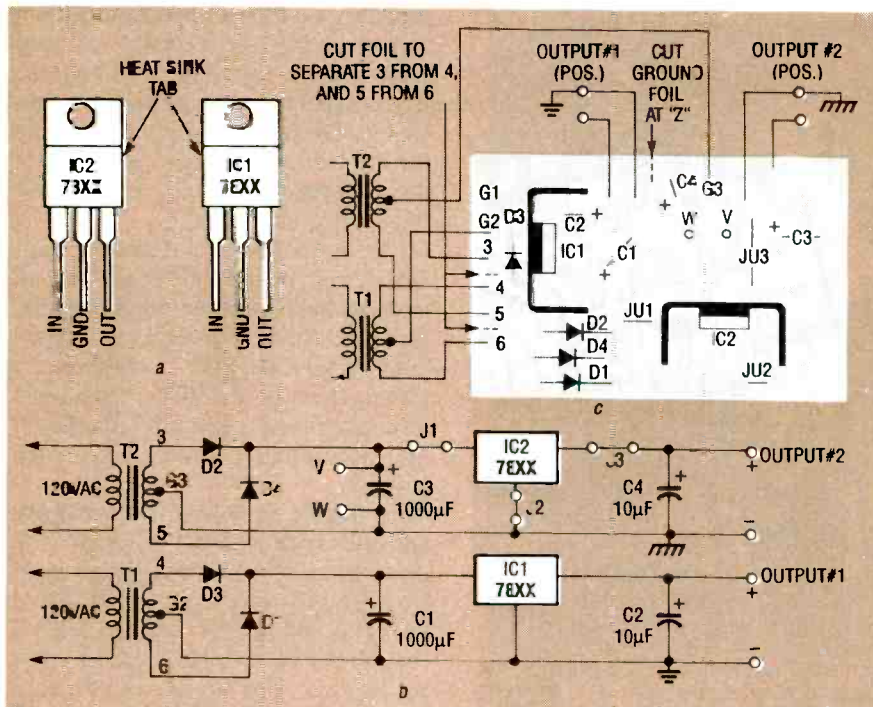 HEAT SINK
TAB
IC2
78XX
IC1
78XX
IN
GND
OUT
IN
GND
OUT
a
CUT FOIL TO
SEPARATE 3 FROM 4,
AND 5 FROM 6
OUTPUT#1
(POS.)
CUT
GROUND
FOIL
AT "Z"
OUTPUT #2
(POS.)
T2
T1
G1
G2
3
4
5
6
D3
IC1
C2
C1
C4
G3
W
V
C3
JU3
JU1
IC2
JU2
D2
D4
D1
c
T2
120VAC
3
5
D2
V
W
C3
1000µF
J1
IC2
78XX
C4
10µF
OUTPUT#2
+
−
T1
120VAC
4
6
D3
C1
1000µF
IC1
78XX
C2
10µF
OUTPUT#1
+
−
b